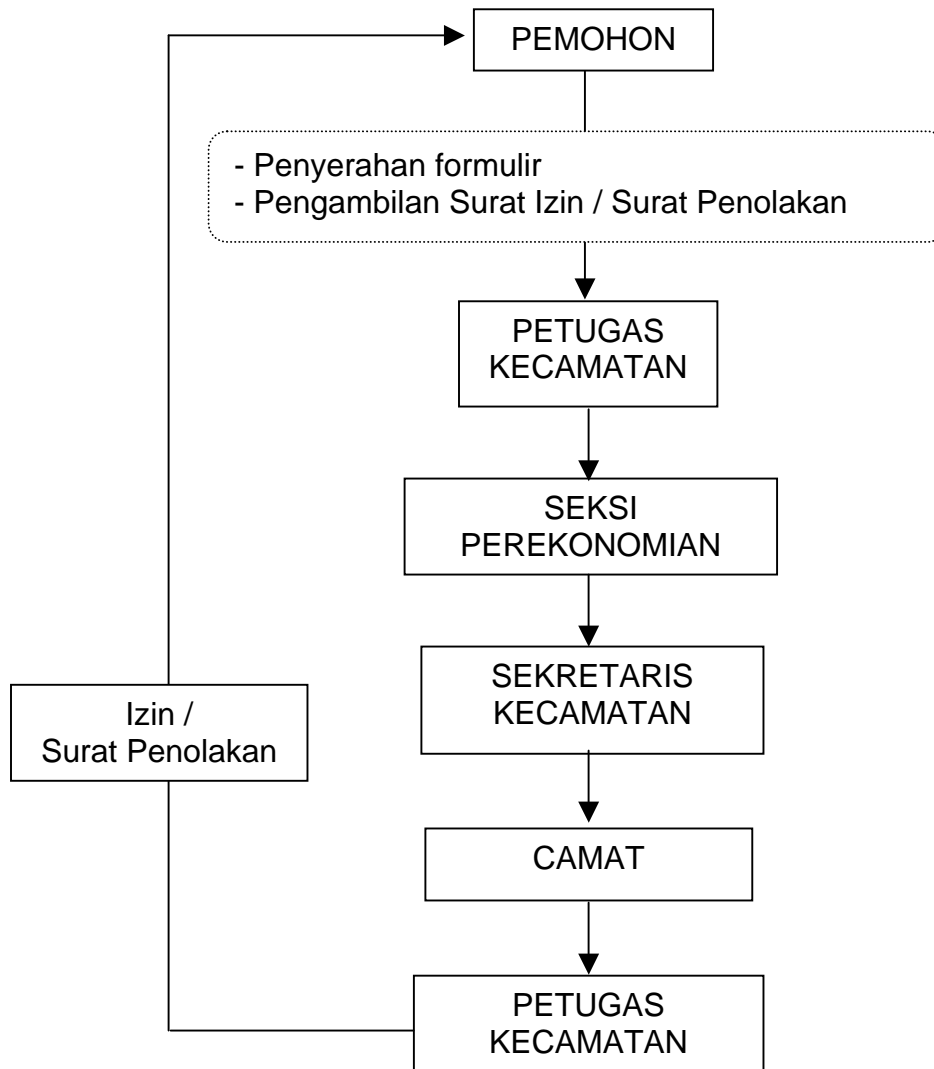 PEMOHON
- Penyerahan formulir
- Pengambilan Surat Izin / Surat Penolakan
PETUGAS
KECAMATAN
SEKSI
PEREKONOMIAN
SEKRETARIS
KECAMATAN
Izin /
Surat Penolakan
CAMAT
PETUGAS
KECAMATAN